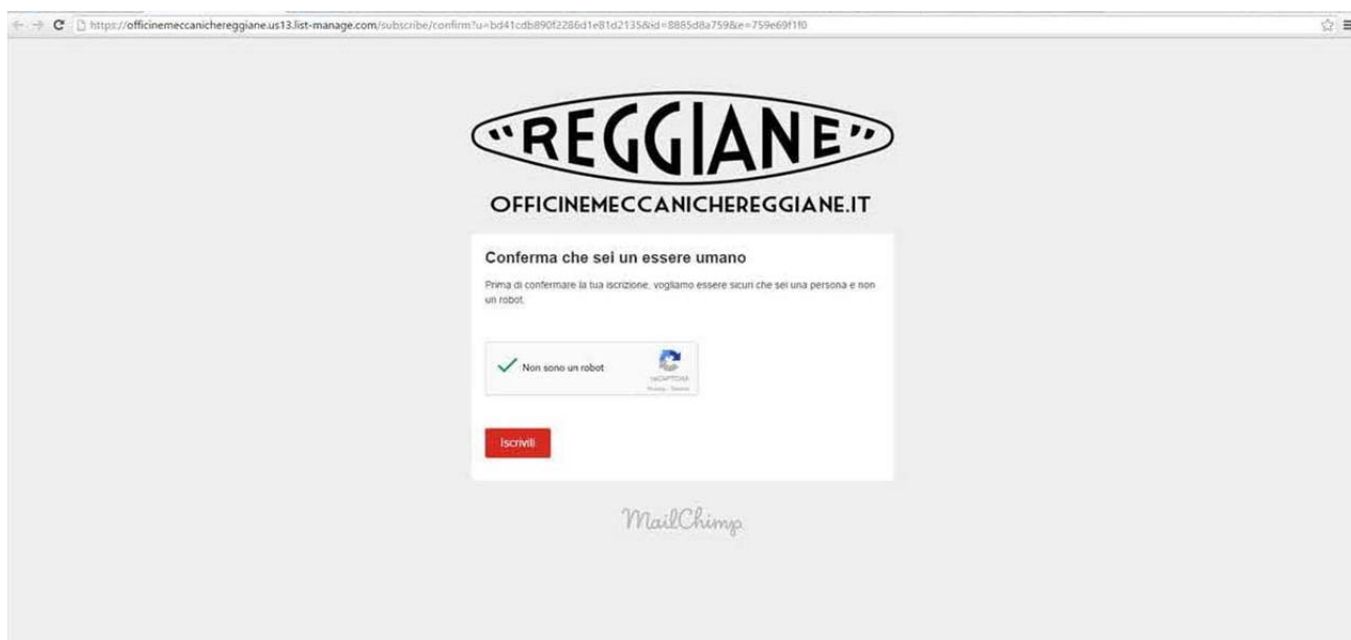 https://officinemeccanichereggiane.us13.list-manage.com/subscribe/confirm?u=bd41cdb890f2286d1e81d2135&id=8885d8a759&e=759e69f1f0
"REGGIANE"
OFFICINEMECCANICHEREGGIANE.IT
Conferma che sei un essere umano
Prima di confermare la tua iscrizione, vogliamo essere sicuri che sei una persona e non
un robot.
Non sono un robot
reCAPTCHA
Iscriviti
MailChimp